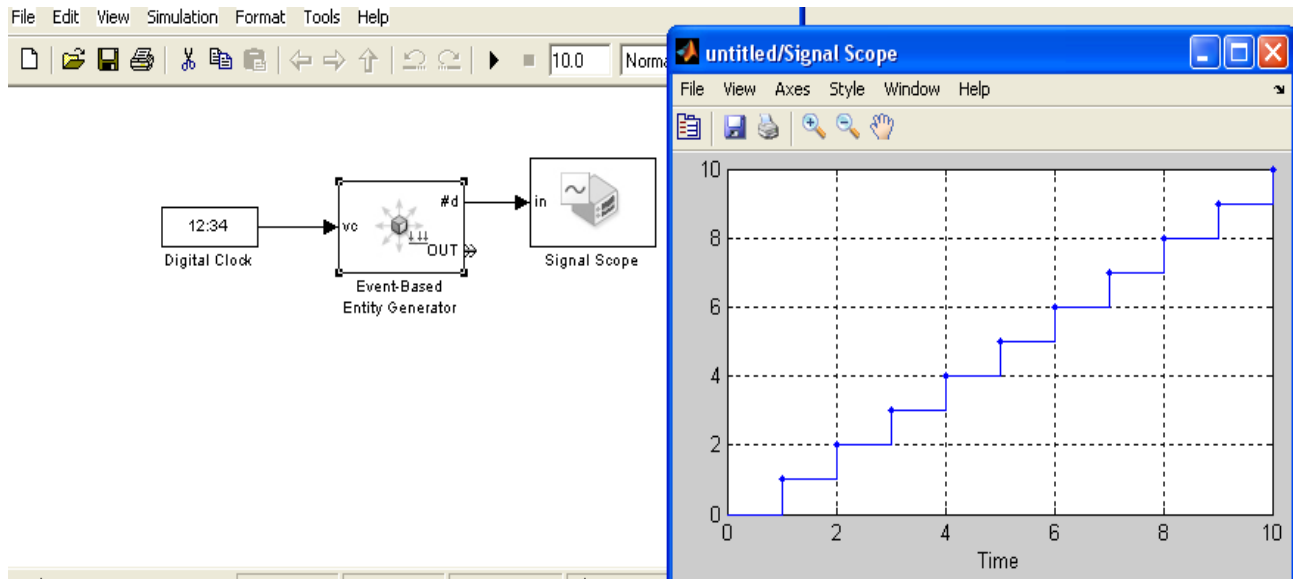 File Edit View Simulation Format Tools Help
10.0
untitled/Signal Scope
File View Axes Style Window Help
12:34
Digital Clock
vc
#d
OUT
Event-Based
Entity Generator
in
Signal Scope
10
8
6
4
2
0
0 2 4 6 8 10
Time